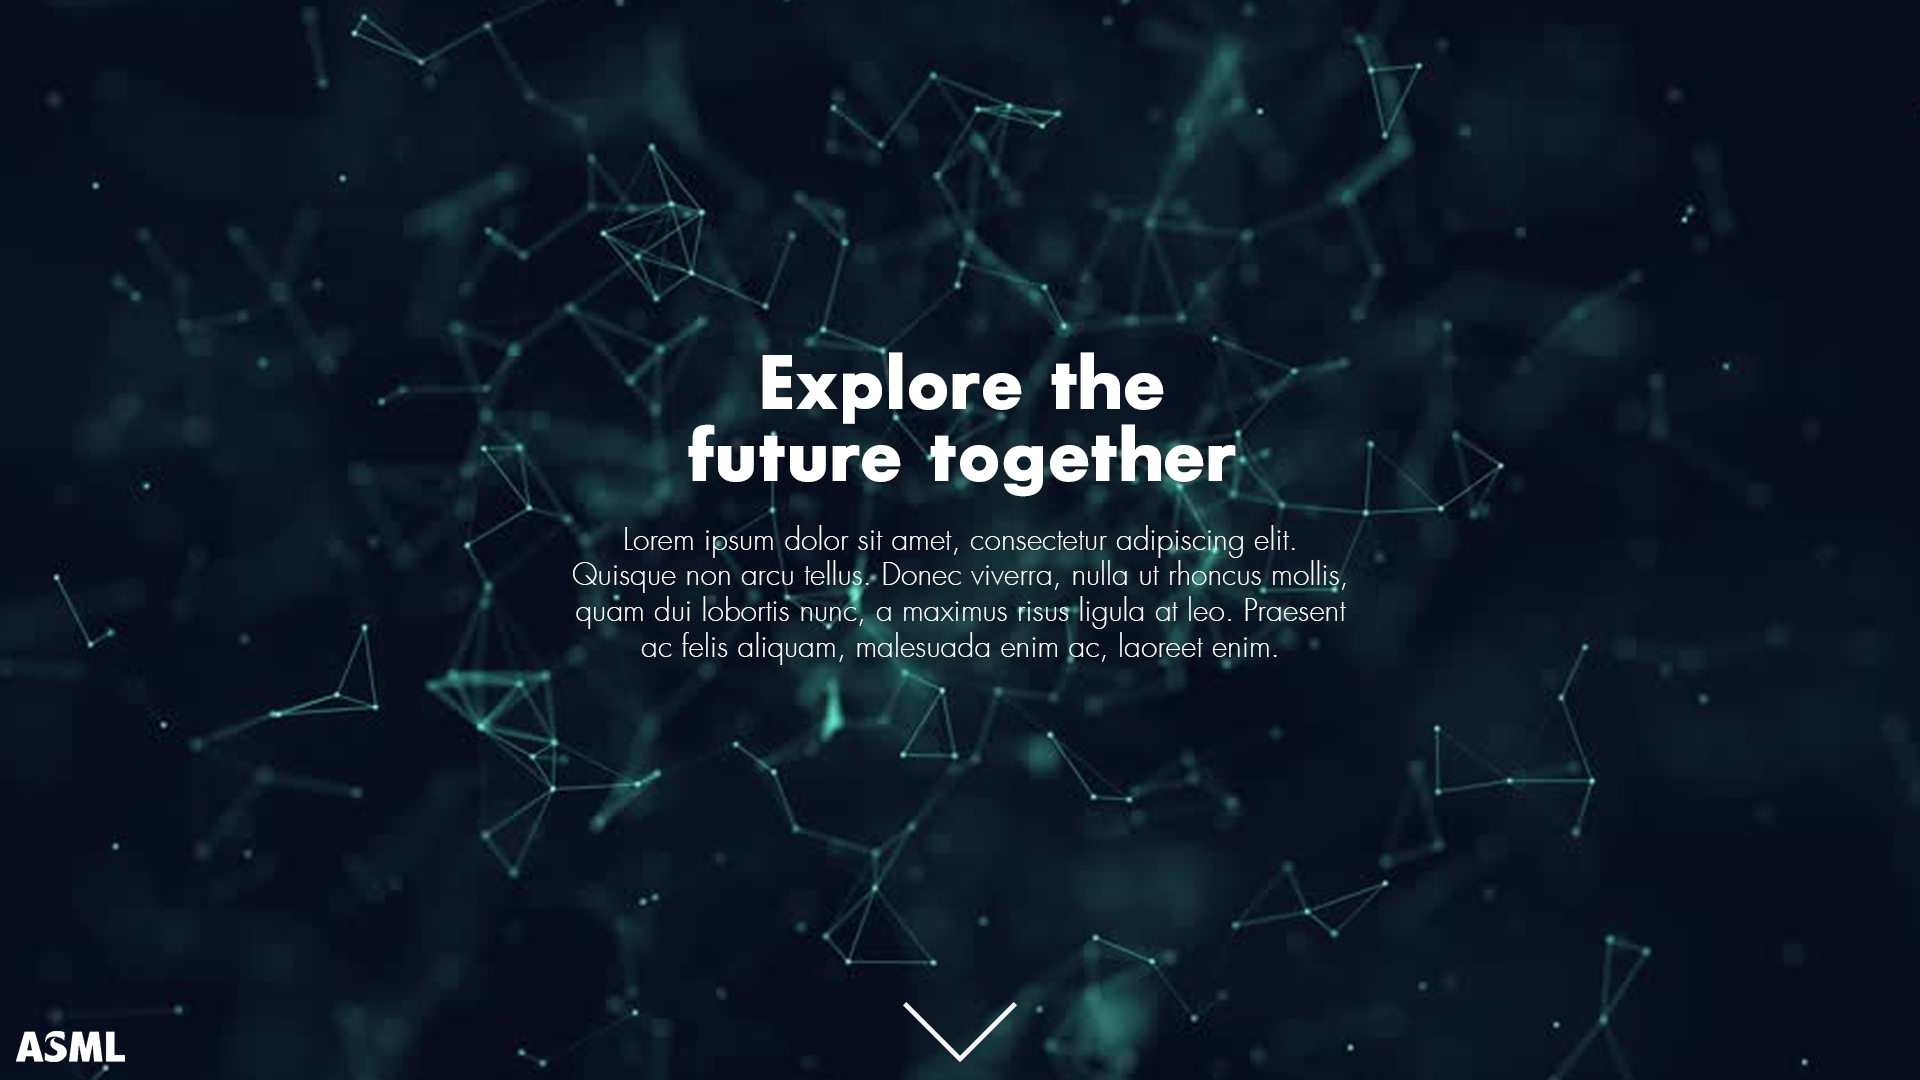 Explore the
future together
Lorem ipsum dolor sit amet, consectetur adipiscing elit.
Quisque non arcu tellus. Donec viverra, nulla ut rhoncus mollis,
quam dui lobortis nunc, a maximus risus ligula at leo. Praesent
ac felis aliquam, malesuada enim ac, laoreet enim.
ASML